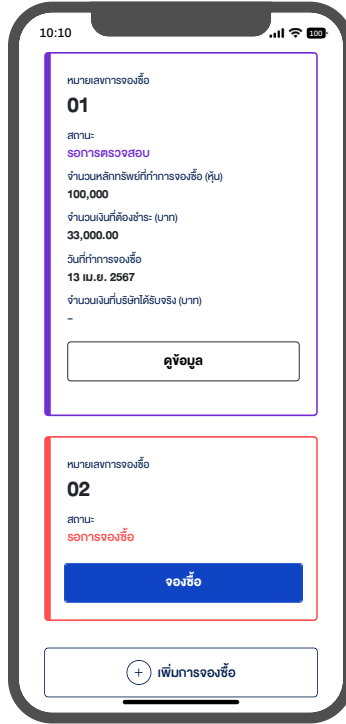 10:10
100
หมายเลขการจองซื้อ
01
สถานะ
รอการตรวจสอบ
จำนวนหลักทรัพย์ที่ทำการจองซื้อ (หุ้น)
100,000
จำนวนเงินที่ต้องชำระ (บาท)
33,000.00
วันที่ทำการจองซื้อ
13 เม.ย. 2567
จำนวนเงินที่บริษัทได้รับจริง (บาท)
–
ดูข้อมูล
หมายเลขการจองซื้อ
02
สถานะ
รอการจองซื้อ
จองซื้อ
เพิ่มการจองซื้อ